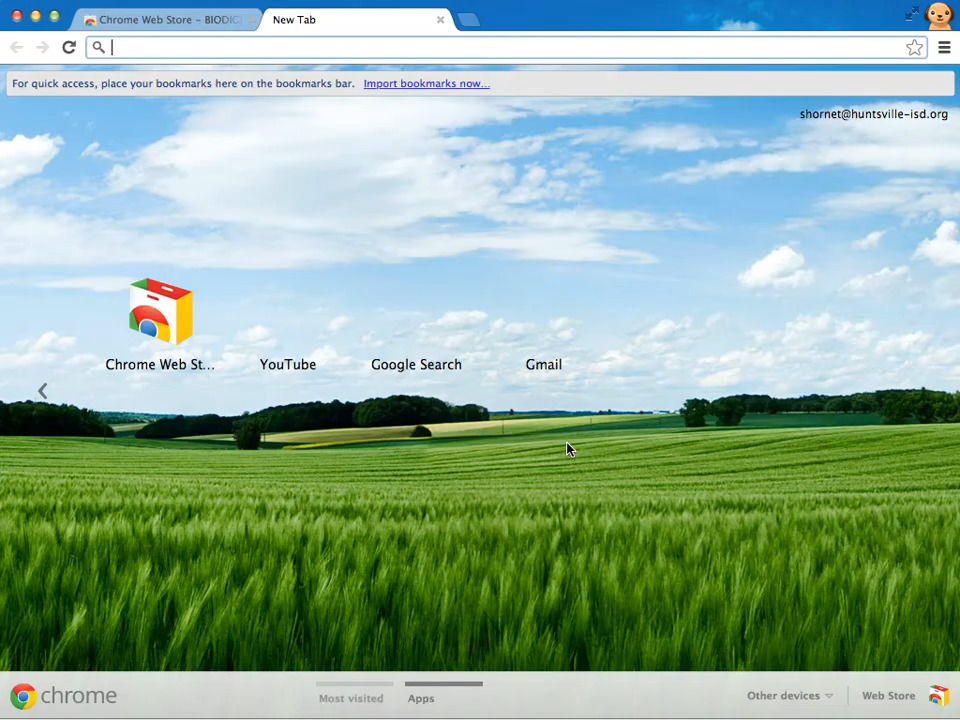 Chrome Web Store - BIODIG
New Tab
For quick access, place your bookmarks here on the bookmarks bar. Import bookmarks now...
shornet@huntsville-isd.org
Chrome Web St... YouTube Google Search Gmail
chrome Most visited Apps Other devices Web Store